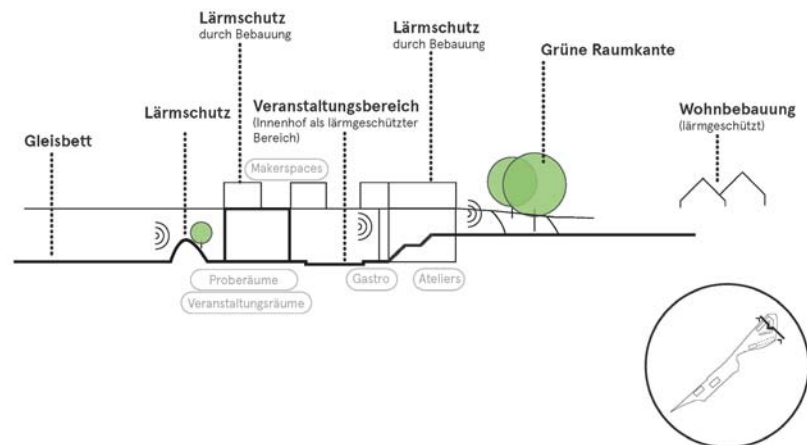 Lärmschutz
durch Bebauung
Lärmschutz
durch Bebauung
Grüne Raumkante
Gleisbett
Lärmschutz
Veranstaltungsbereich
(Innenhof als lärmgeschützter
Bereich)
Wohnbebauung
(lärmgeschützt)
Makerspaces
Proberäume
Veranstaltungsräume
Gastro
Ateliers